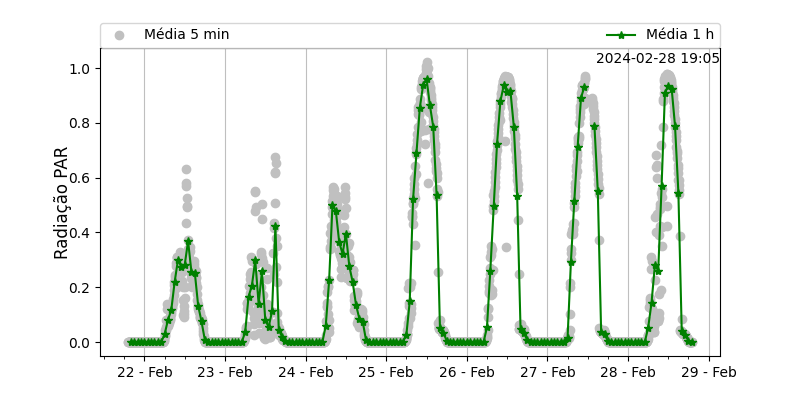 Média 5 min
Média 1 h
2024-02-28 19:05
Radiação PAR
1.0
0.8
0.6
0.4
0.2
0.0
22 - Feb
23 - Feb
24 - Feb
25 - Feb
26 - Feb
27 - Feb
28 - Feb
29 - Feb